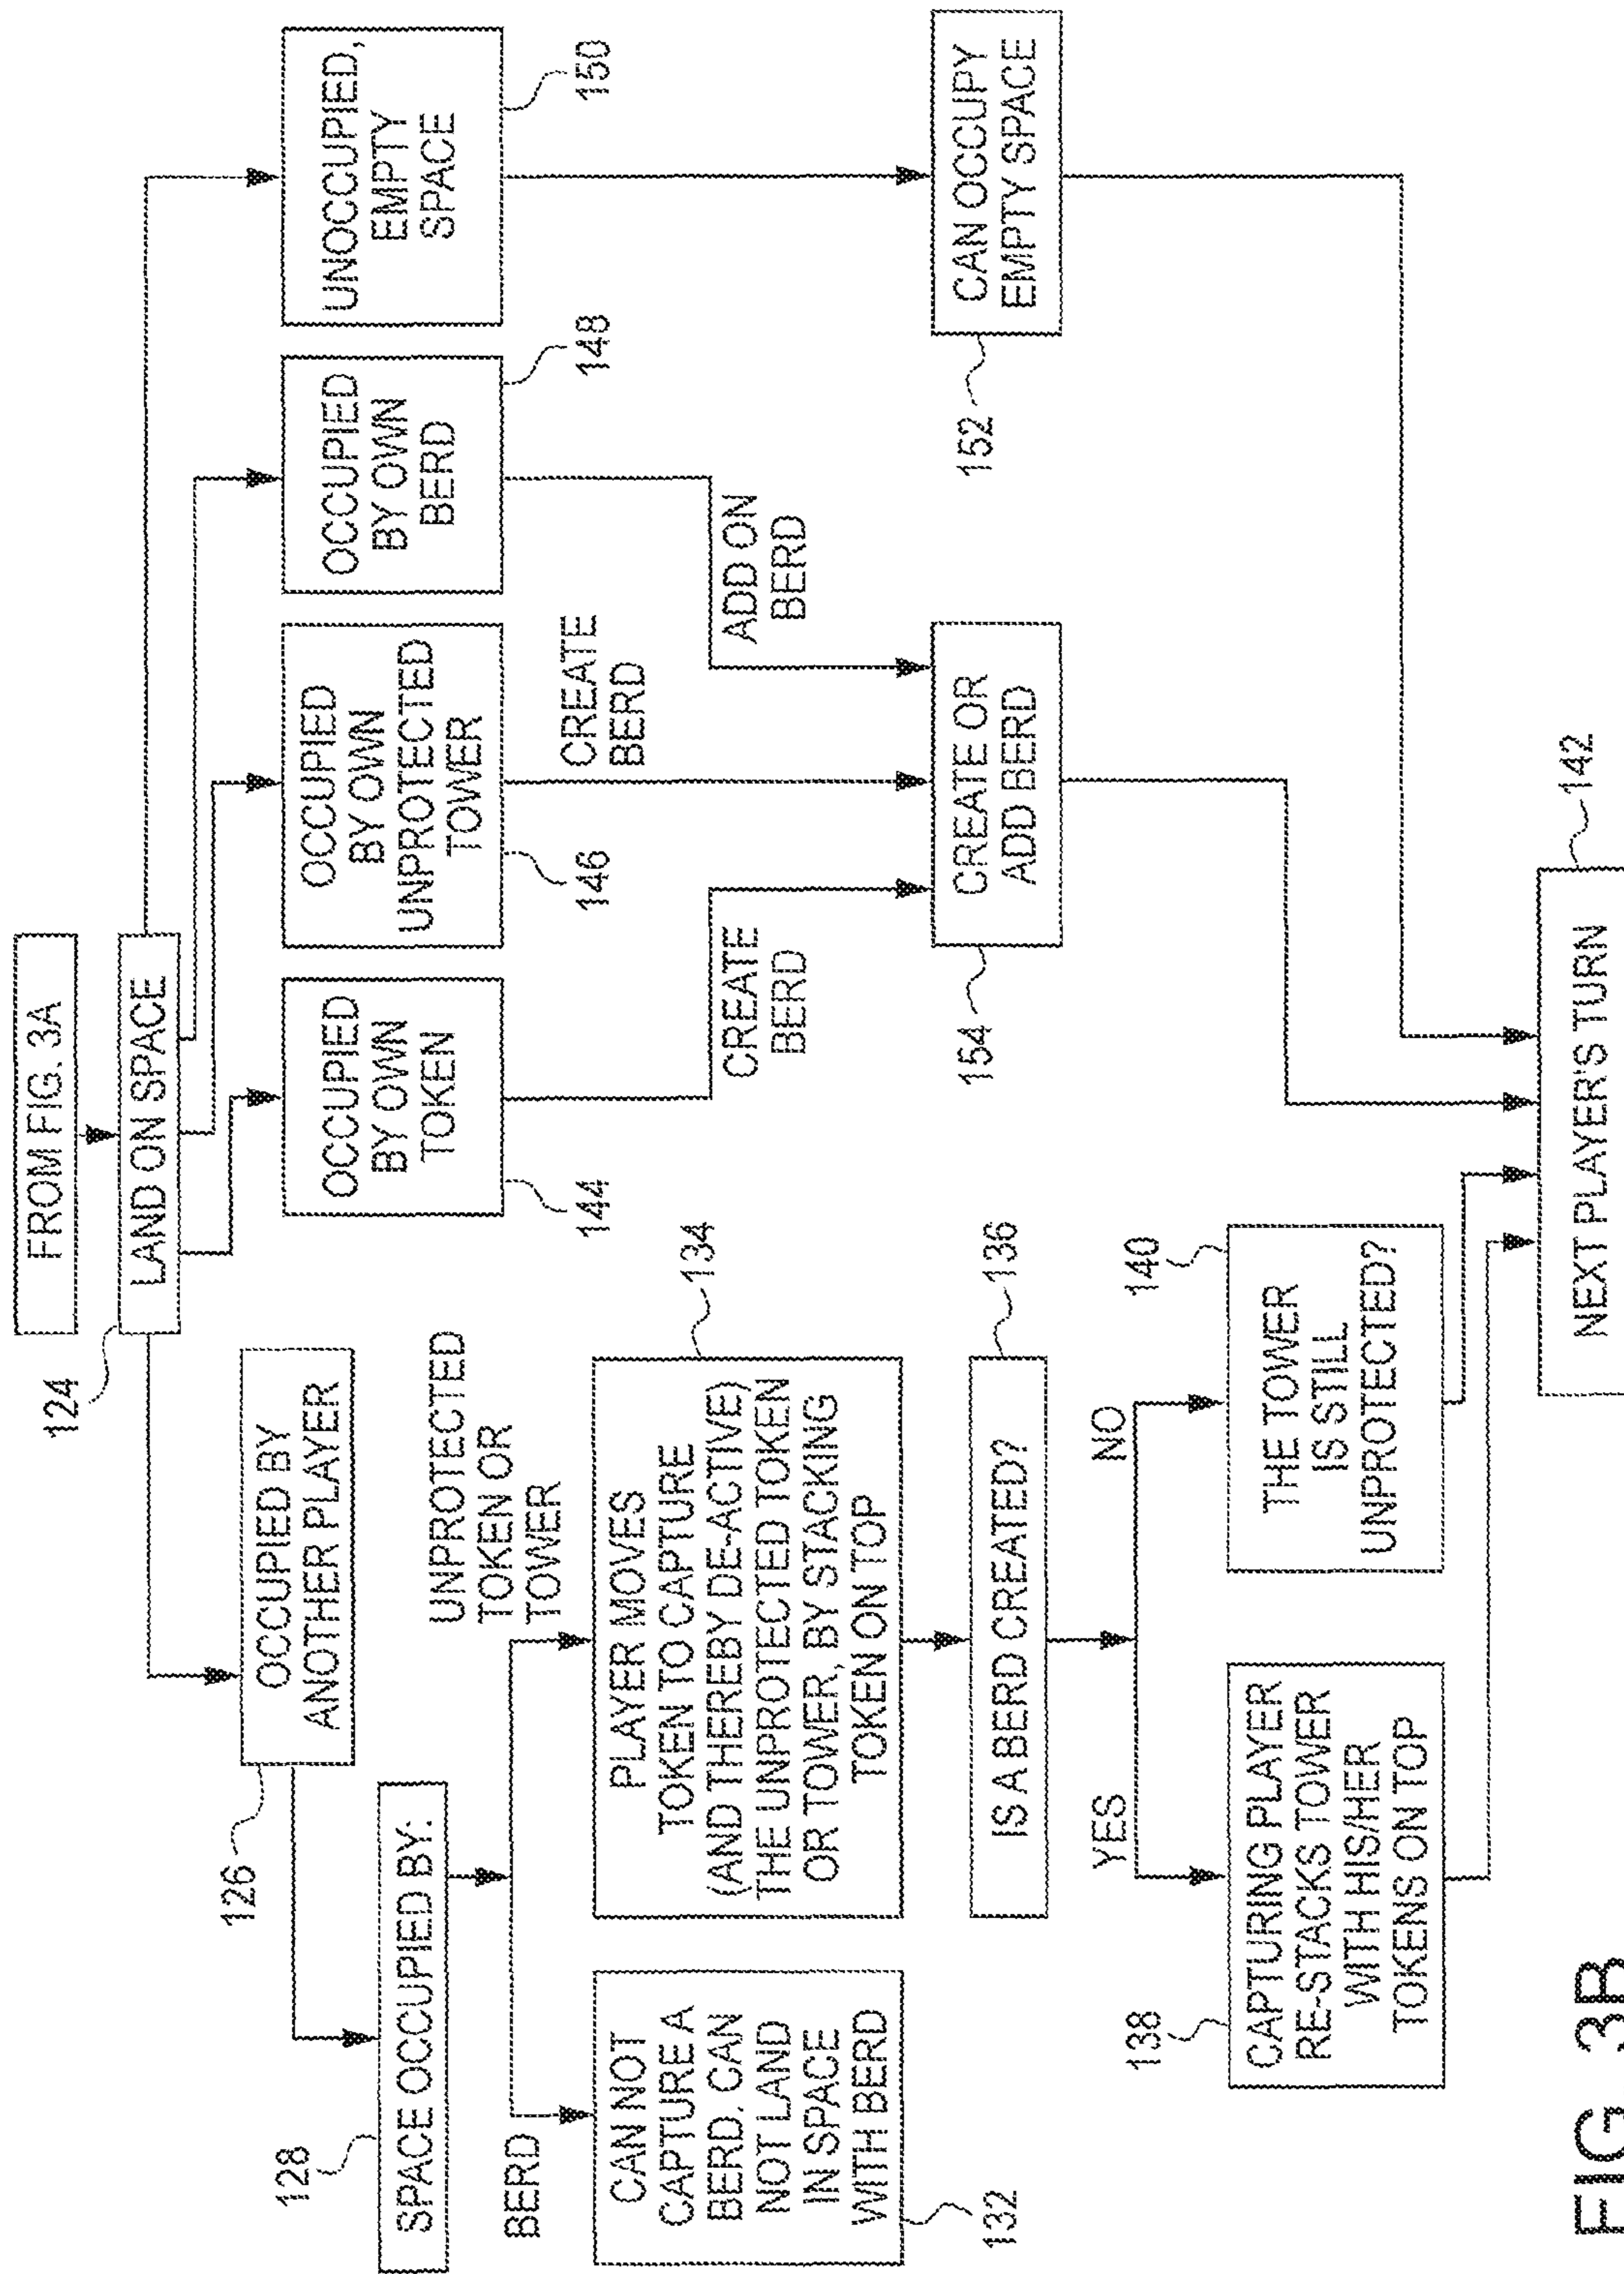 FROM FIG. 3A
LAND ON SPACE
124
OCCUPIED BY
ANOTHER PLAYER
126
SPACE OCCUPIED BY:
128
BERD
CAN NOT
CAPTURE A
BERD. CAN
NOT LAND
IN SPACE
WITH BERD
132
UNPROTECTED
TOKEN OR
TOWER
PLAYER MOVES
TOKEN TO CAPTURE
(AND THEREBY DE-ACTIVE)
THE UNPROTECTED TOKEN
OR TOWER, BY STACKING
TOKEN ON TOP
134
IS A BERD CREATED?
136
YES
NO
CAPTURING PLAYER
RE-STACKS TOWER
WITH HIS/HER
TOKENS ON TOP
138
THE TOWER
IS STILL
UNPROTECTED?
140
OCCUPIED
BY OWN
TOKEN
144
OCCUPIED
BY OWN
UNPROTECTED
TOWER
146
OCCUPIED
BY OWN
BERD
148
UNOCCUPIED,
EMPTY
SPACE
150
CREATE
BERD
CREATE
BERD
ADD ON
BERD
CREATE OR
ADD BERD
154
CAN OCCUPY
EMPTY SPACE
152
NEXT PLAYER'S TURN
142
FIG. 3B